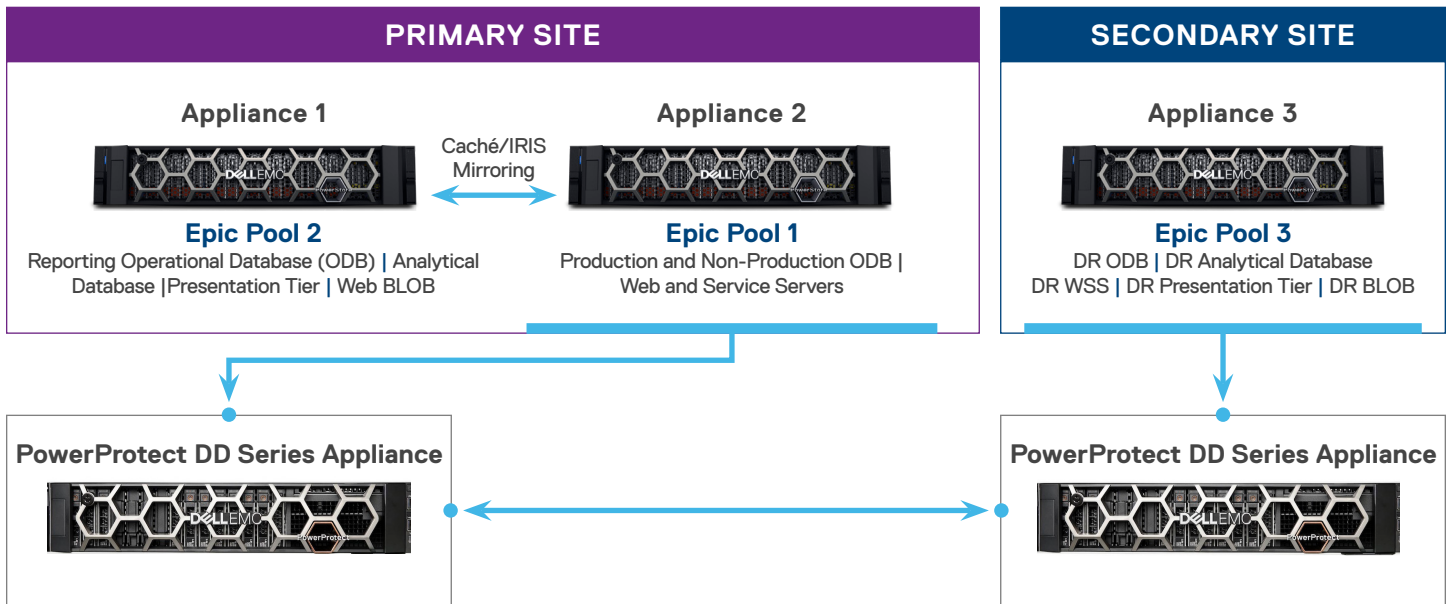 PRIMARY SITE
SECONDARY SITE
Appliance 1
Appliance 2
Appliance 3
Caché/IRIS
Mirroring
DELLEMC
PowerStore
DELLEMC
PowerStore
DELLEMC
PowerStore
Epic Pool 2
Reporting Operational Database (ODB) | Analytical
Database |Presentation Tier | Web BLOB
Epic Pool 1
Production and Non-Production ODB |
Web and Service Servers
Epic Pool 3
DR ODB | DR Analytical Database
DR WSS | DR Presentation Tier | DR BLOB
PowerProtect DD Series Appliance
DELLEMC
PowerProtect
PowerProtect DD Series Appliance
DELLEMC
PowerProtect